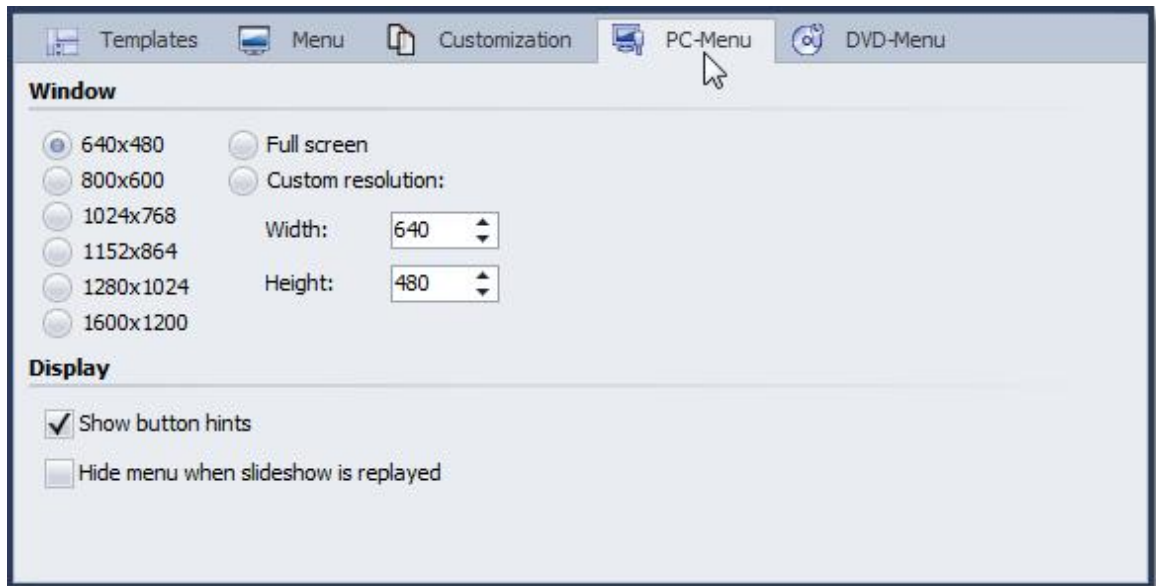 Templates Menu Customization PC-Menu DVD-Menu
Window
640x480 Full screen
800x600 Custom resolution:
1024x768
Width: 640
1152x864
1280x1024 Height: 480
1600x1200
Display
Show button hints
Hide menu when slideshow is replayed